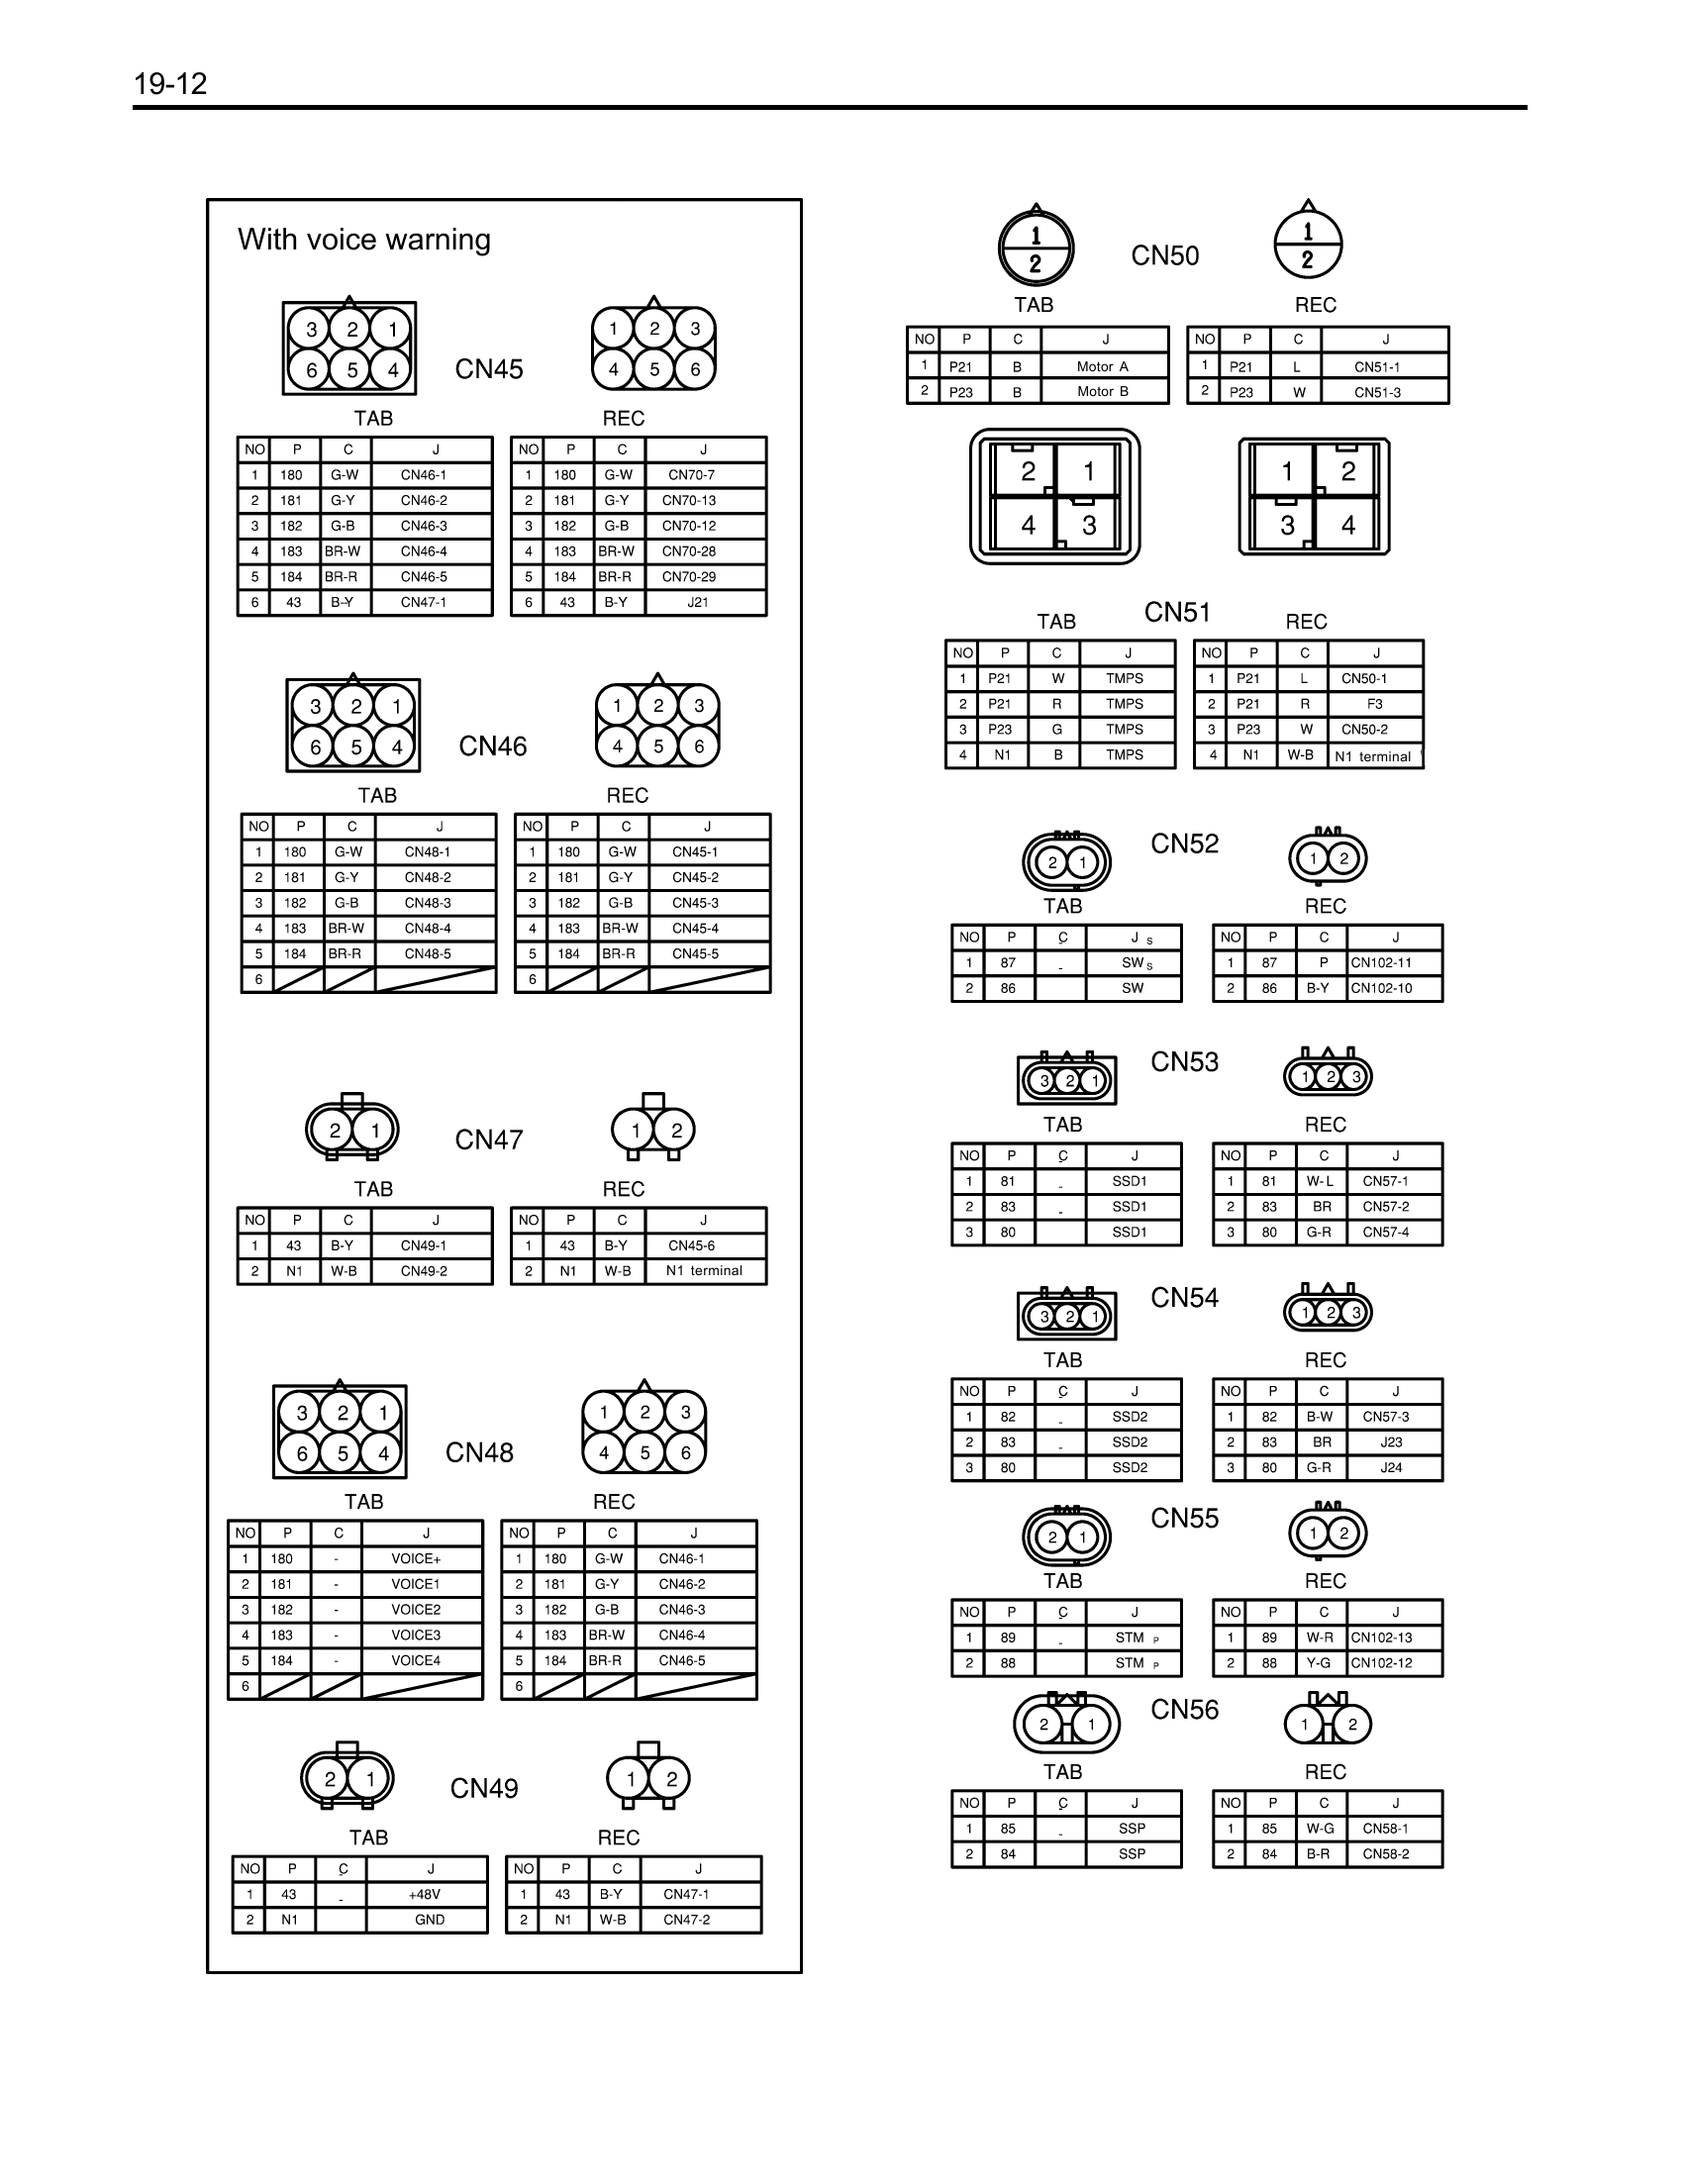 19-12
With voice warning
3 2 1
6 5 4
CN45
1 2 3
4 5 6
TAB
REC
NO P C J
1 180 G-W CN46-1
2 181 G-Y CN46-2
3 182 G-B CN46-3
4 183 BR-W CN46-4
5 184 BR-R CN46-5
6 43 B-Y CN47-1
NO P C J
1 180 G-W CN70-7
2 181 G-Y CN70-13
3 182 G-B CN70-12
4 183 BR-W CN70-28
5 184 BR-R CN70-29
6 43 B-Y J21
3 2 1
6 5 4
CN46
1 2 3
4 5 6
TAB
REC
NO P C J
1 180 G-W CN48-1
2 181 G-Y CN48-2
3 182 G-B CN48-3
4 183 BR-W CN48-4
5 184 BR-R CN48-5
6
NO P C J
1 180 G-W CN45-1
2 181 G-Y CN45-2
3 182 G-B CN45-3
4 183 BR-W CN45-4
5 184 BR-R CN45-5
6
2 1
CN47
1 2
TAB
REC
NO P C J
1 43 B-Y CN49-1
2 N1 W-B CN49-2
NO P C J
1 43 B-Y CN45-6
2 N1 W-B N1 terminal
3 2 1
6 5 4
CN48
1 2 3
4 5 6
TAB
REC
NO P C J
1 180 - VOICE+
2 181 - VOICE1
3 182 - VOICE2
4 183 - VOICE3
5 184 - VOICE4
6
NO P C J
1 180 G-W CN46-1
2 181 G-Y CN46-2
3 182 G-B CN46-3
4 183 BR-W CN46-4
5 184 BR-R CN46-5
6
2 1
CN49
1 2
TAB
REC
NO P C J
1 43 - +48V
2 N1 GND
NO P C J
1 43 B-Y CN47-1
2 N1 W-B CN47-2
1
2
CN50
1
2
TAB
REC
NO P C J
1 P21 B Motor A
2 P23 B Motor B
NO P C J
1 P21 L CN51-1
2 P23 W CN51-3
2 1
4 3
1 2
3 4
CN51
TAB
REC
NO P C J
1 P21 W TMPS
2 P21 R TMPS
3 P23 G TMPS
4 N1 B TMPS
NO P C J
1 P21 L CN50-1
2 P21 R F3
3 P23 W CN50-2
4 N1 W-B N1 terminal
2 1
CN52
1 2
TAB
REC
NO P C J S
1 87 - SW S
2 86 SW
NO P C J
1 87 P CN102-11
2 86 B-Y CN102-10
3 2 1
CN53
1 2 3
TAB
REC
NO P C J
1 81 - SSD1
2 83 - SSD1
3 80 SSD1
NO P C J
1 81 W-L CN57-1
2 83 BR CN57-2
3 80 G-R CN57-4
3 2 1
CN54
1 2 3
TAB
REC
NO P C J
1 82 - SSD2
2 83 - SSD2
3 80 SSD2
NO P C J
1 82 B-W CN57-3
2 83 BR J23
3 80 G-R J24
2 1
CN55
1 2
TAB
REC
NO P C J
1 89 - STM P
2 88 STM P
NO P C J
1 89 W-R CN102-13
2 88 Y-G CN102-12
2 1
CN56
1 2
TAB
REC
NO P C J
1 85 - SSP
2 84 SSP
NO P C J
1 85 W-G CN58-1
2 84 B-R CN58-2